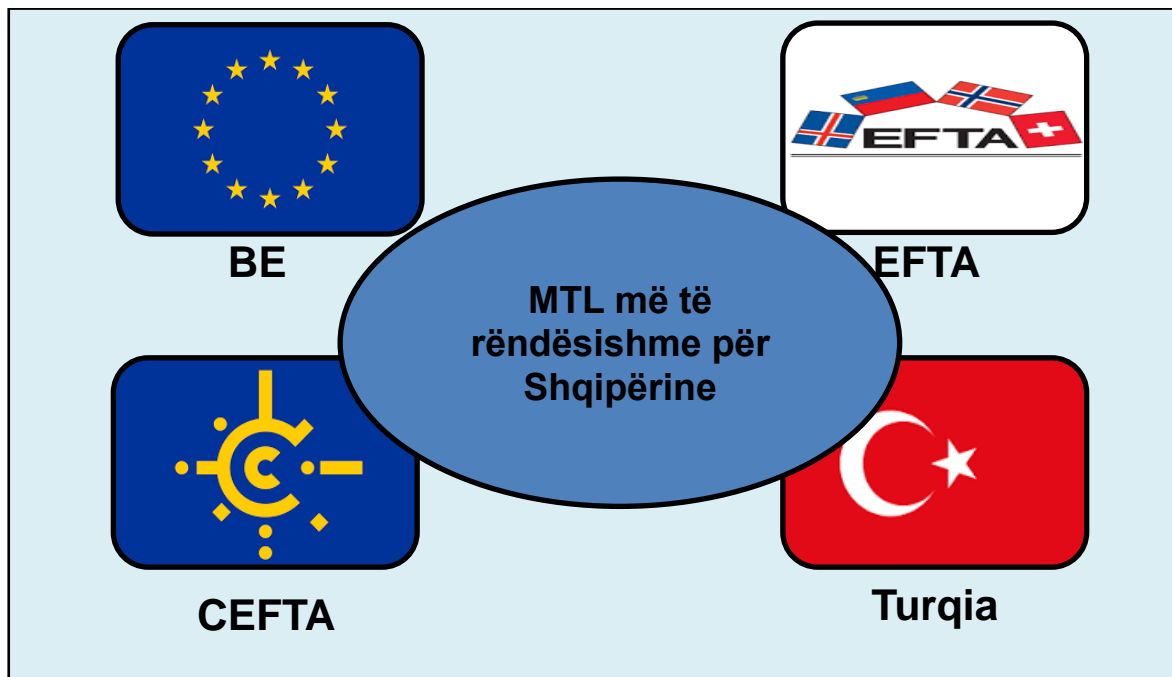 EFTA
BE
EFTA
MTL më të
rëndësishme për
Shqipërine
CEFTA
Turqia